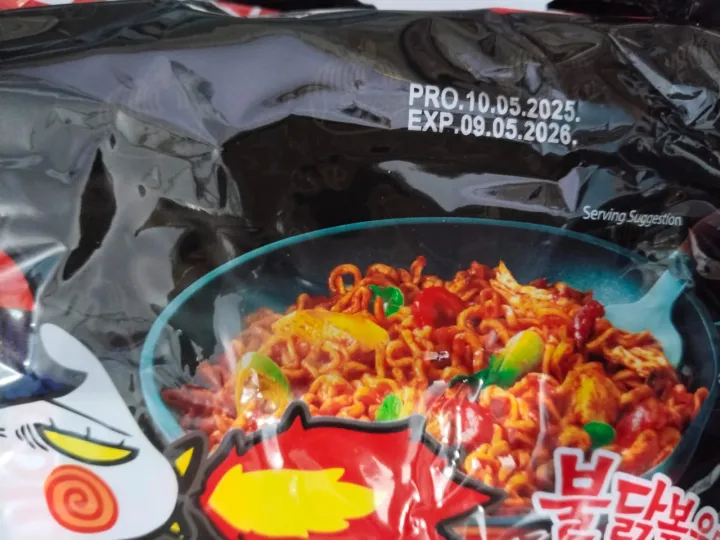 PRO.10.05.2025.
EXP.09.05.2026.
Serving Suggestion
불닭볶